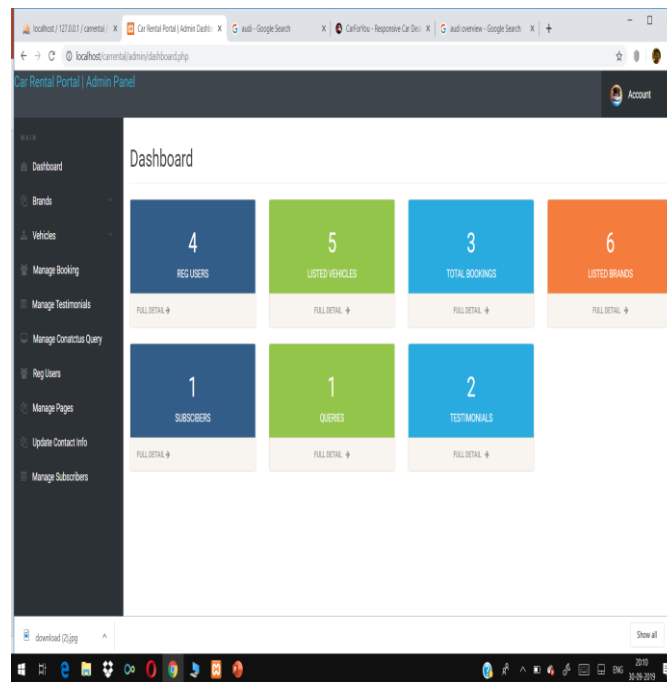 localhost / 127.0.0.1 / carrental /
Car Rental Portal | Admin Dashbo
audi - Google Search
CarForYou - Responsive Car Deal
audi overview - Google Search
localhost/carrental/admin/dashboard.php
Car Rental Portal | Admin Panel
Account
MAIN
Dashboard
Brands
Vehicles
Manage Booking
Manage Testimonials
Manage Conatctus Query
Reg Users
Manage Pages
Update Contact Info
Manage Subscribers
Dashboard
4
REG USERS
FULL DETAIL
5
LISTED VEHICLES
FULL DETAIL
3
TOTAL BOOKINGS
FULL DETAIL
6
LISTED BRANDS
FULL DETAIL
1
SUBSCIBERS
FULL DETAIL
1
QUERIES
FULL DETAIL
2
TESTIMONIALS
FULL DETAIL
download (2).jpg
Show all
ENG
20:10
30-09-2019